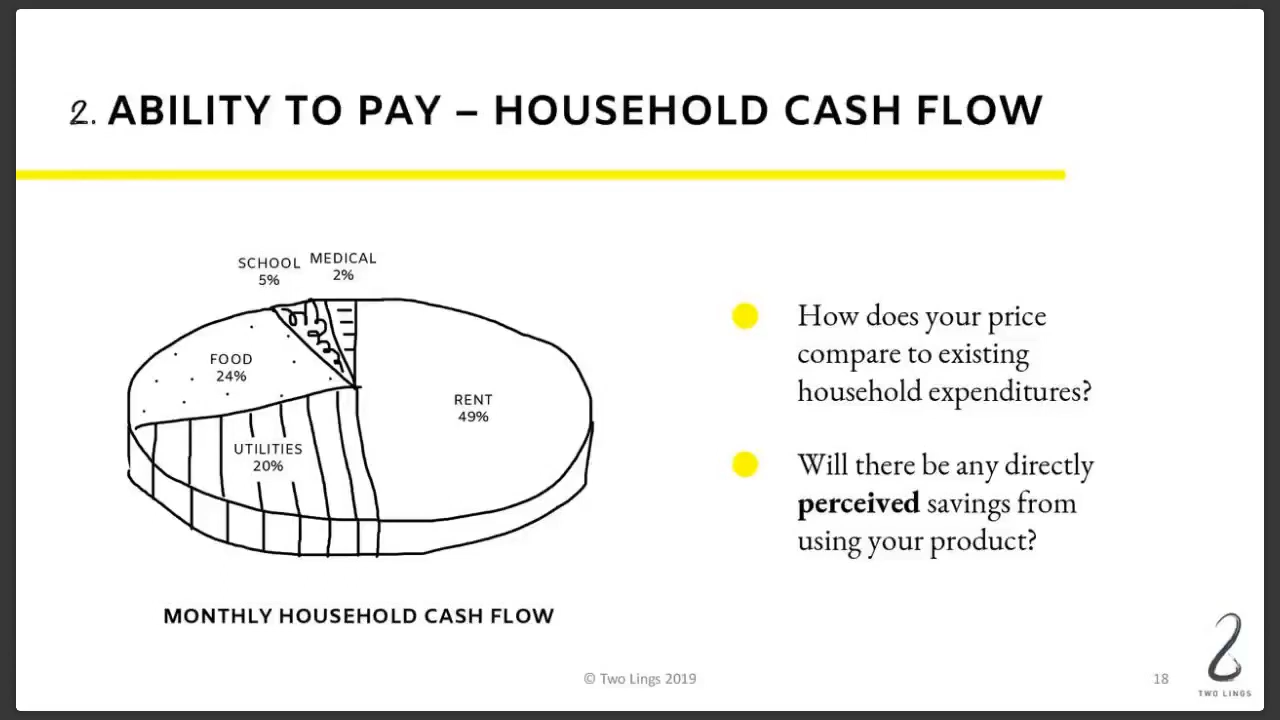 2. ABILITY TO PAY – HOUSEHOLD CASH FLOW
SCHOOL
5%
MEDICAL
2%
FOOD
24%
RENT
49%
UTILITIES
20%
MONTHLY HOUSEHOLD CASH FLOW
How does your price
compare to existing
household expenditures?
Will there be any directly
perceived savings from
using your product?
© Two Lings 2019
18
TWO LINGS